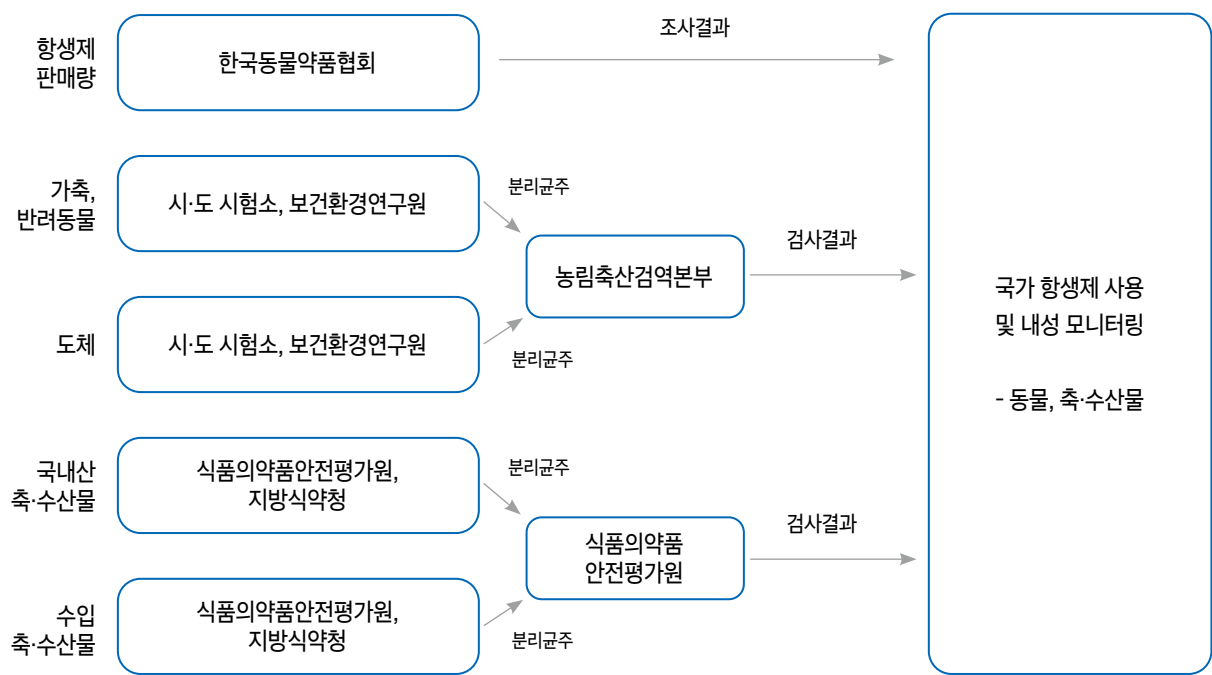 항생제
판매량
한국동물약품협회
조사결과
가축,
반려동물
시·도 시험소, 보건환경연구원
분리균주
농림축산검역본부
검사결과
도체
시·도 시험소, 보건환경연구원
분리균주
국내산
축·수산물
식품의약품안전평가원,
지방식약청
분리균주
식품의약품
안전평가원
검사결과
수입
축·수산물
식품의약품안전평가원,
지방식약청
분리균주
국가 항생제 사용
및 내성 모니터링
- 동물, 축·수산물